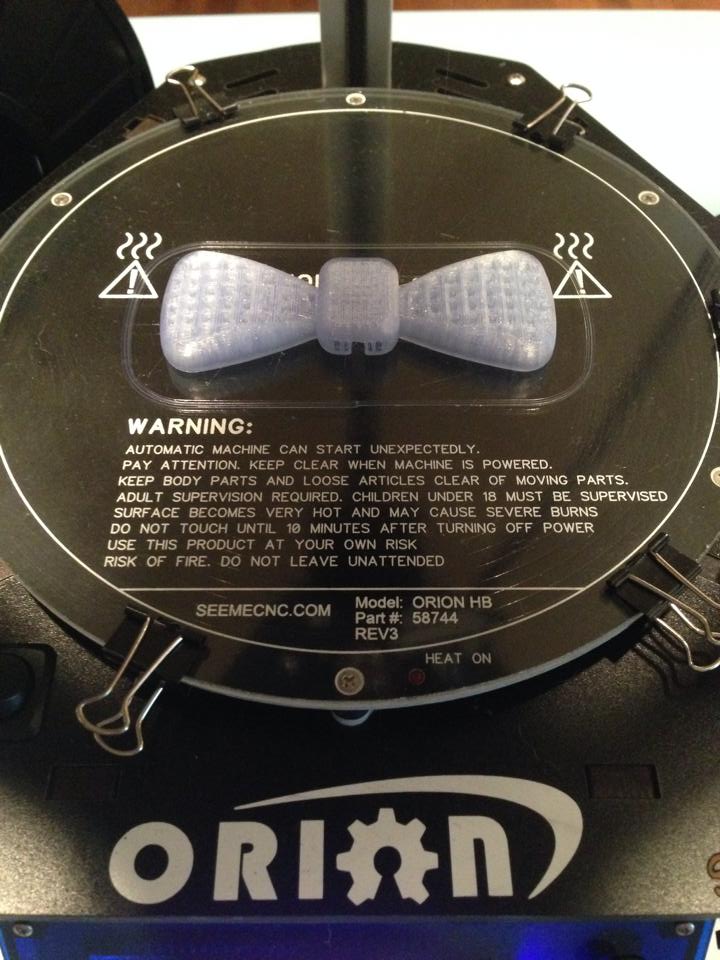 WARNING:
AUTOMATIC MACHINE CAN START UNEXPECTEDLY.
PAY ATTENTION. KEEP CLEAR WHEN MACHINE IS POWERED.
KEEP BODY PARTS AND LOOSE ARTICLES CLEAR OF MOVING PARTS.
ADULT SUPERVISION REQUIRED. CHILDREN UNDER 18 MUST BE SUPERVISED
SURFACE BECOMES VERY HOT AND MAY CAUSE SEVERE BURNS
DO NOT TOUCH UNTIL 10 MINUTES AFTER TURNING OFF POWER
USE THIS PRODUCT AT YOUR OWN RISK
RISK OF FIRE. DO NOT LEAVE UNATTENDED
SEEMECNC.COM
Model: ORION HB
Part #: 58744
REV3
HEAT ON
ORION